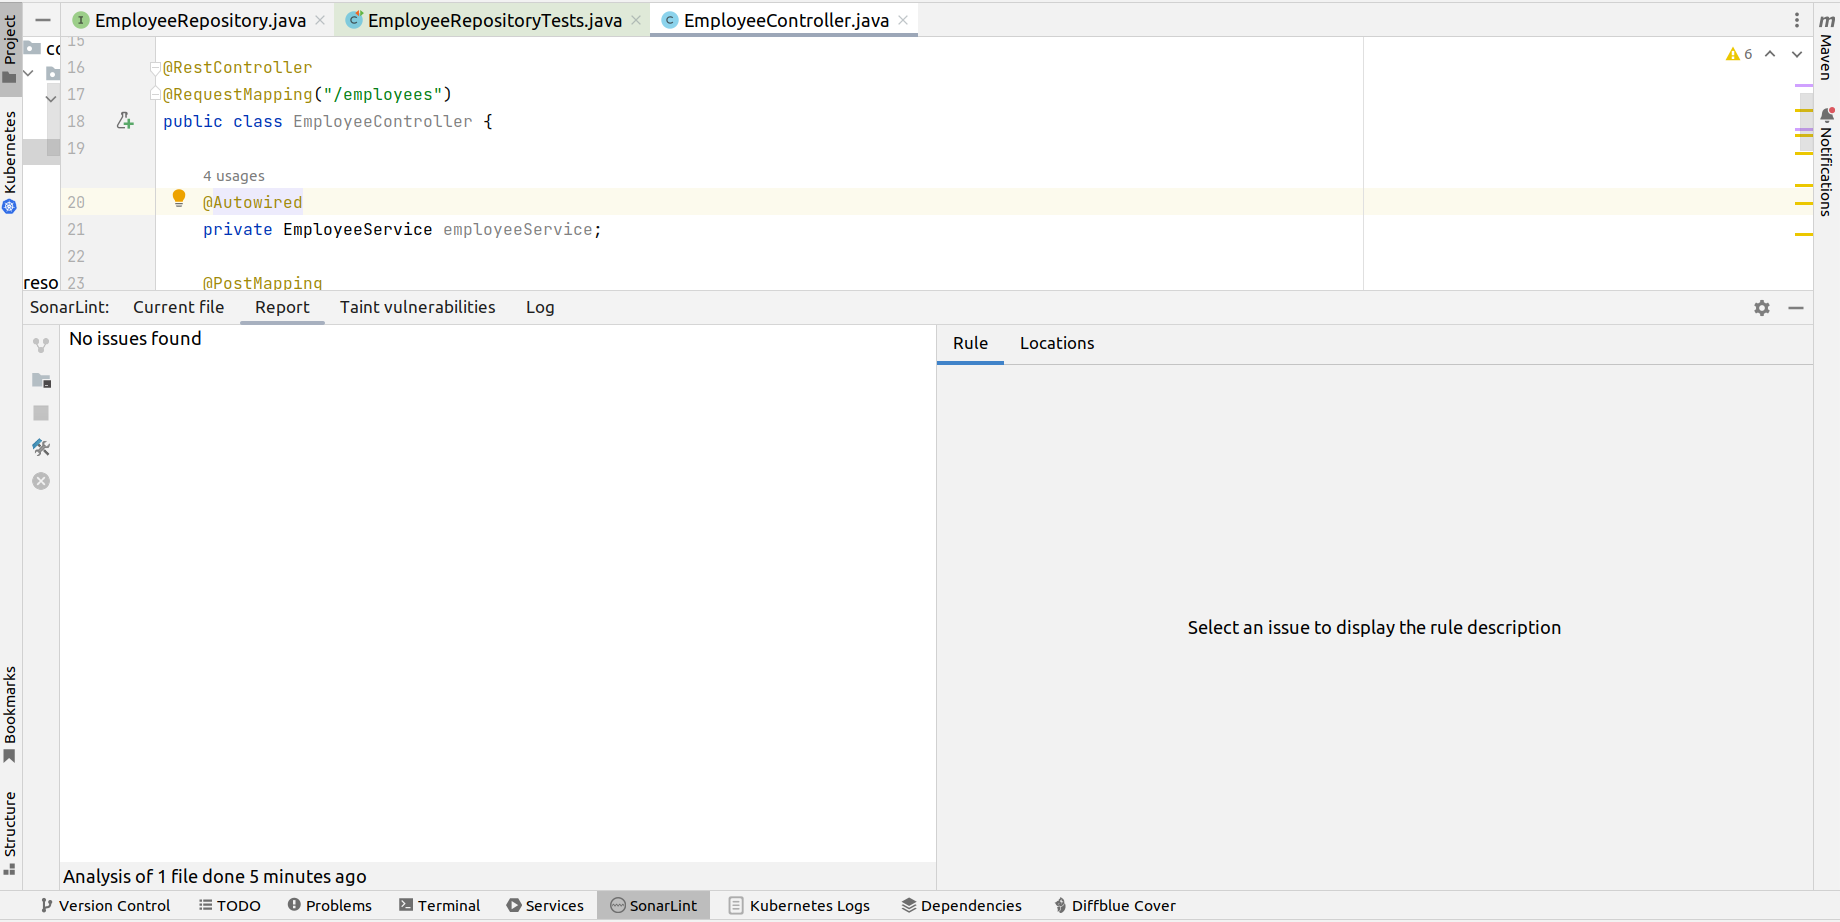 EmployeeRepository.java
EmployeeRepositoryTests.java
EmployeeController.java
m
Maven
Notifications
Project
Kubernetes
Bookmarks
Structure
reso
15
16 @RestController
17 @RequestMapping("/employees")
18 public class EmployeeController {
19
4 usages
20 @Autowired
21 private EmployeeService employeeService;
22
23 @PostMapping
6
SonarLint: Current file Report Taint vulnerabilities Log
No issues found
Rule Locations
Select an issue to display the rule description
Analysis of 1 file done 5 minutes ago
Version Control TODO Problems Terminal Services SonarLint Kubernetes Logs Dependencies Diffblue Cover